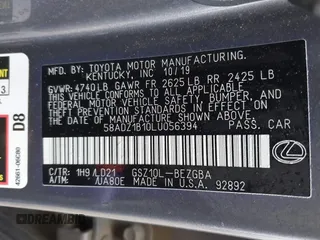 MFD. BY: TOYOTA MOTOR MANUFACTURING,
KENTUCKY, INC. 10/19
GVWR: 4740LB GAWR FR 2625LB RR 2425 LB
THIS VEHICLE CONFORMS TO ALL APPLICABLE
FEDERAL MOTOR VEHICLE SAFETY, BUMPER, AND
THEFT PREVENTION STANDARDS IN EFFECT ON
THE DATE OF MANUFACTURE SHOWN ABOVE.
58ADZ1B10LU056394 PASS. CAR
C/TR: 1H9 /LD21 GSZ10L-BEZGBA
A/TM: /UA80E MADE IN U.S.A. 92892
D8